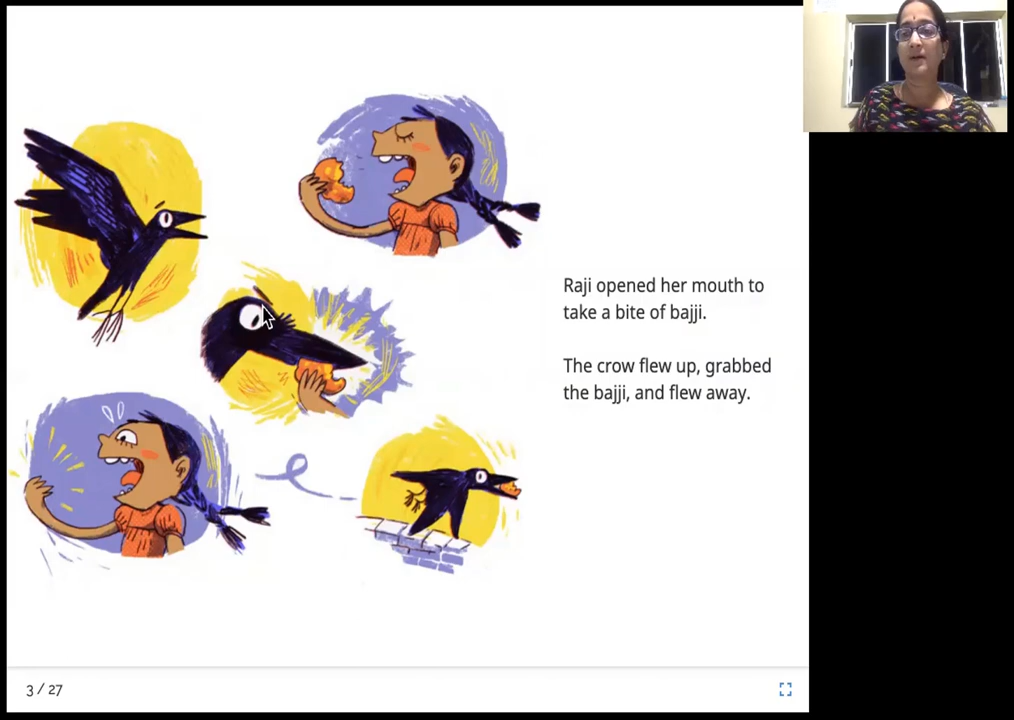 Raji opened her mouth to
take a bite of bajji.
The crow flew up, grabbed
the bajji, and flew away.
3 / 27